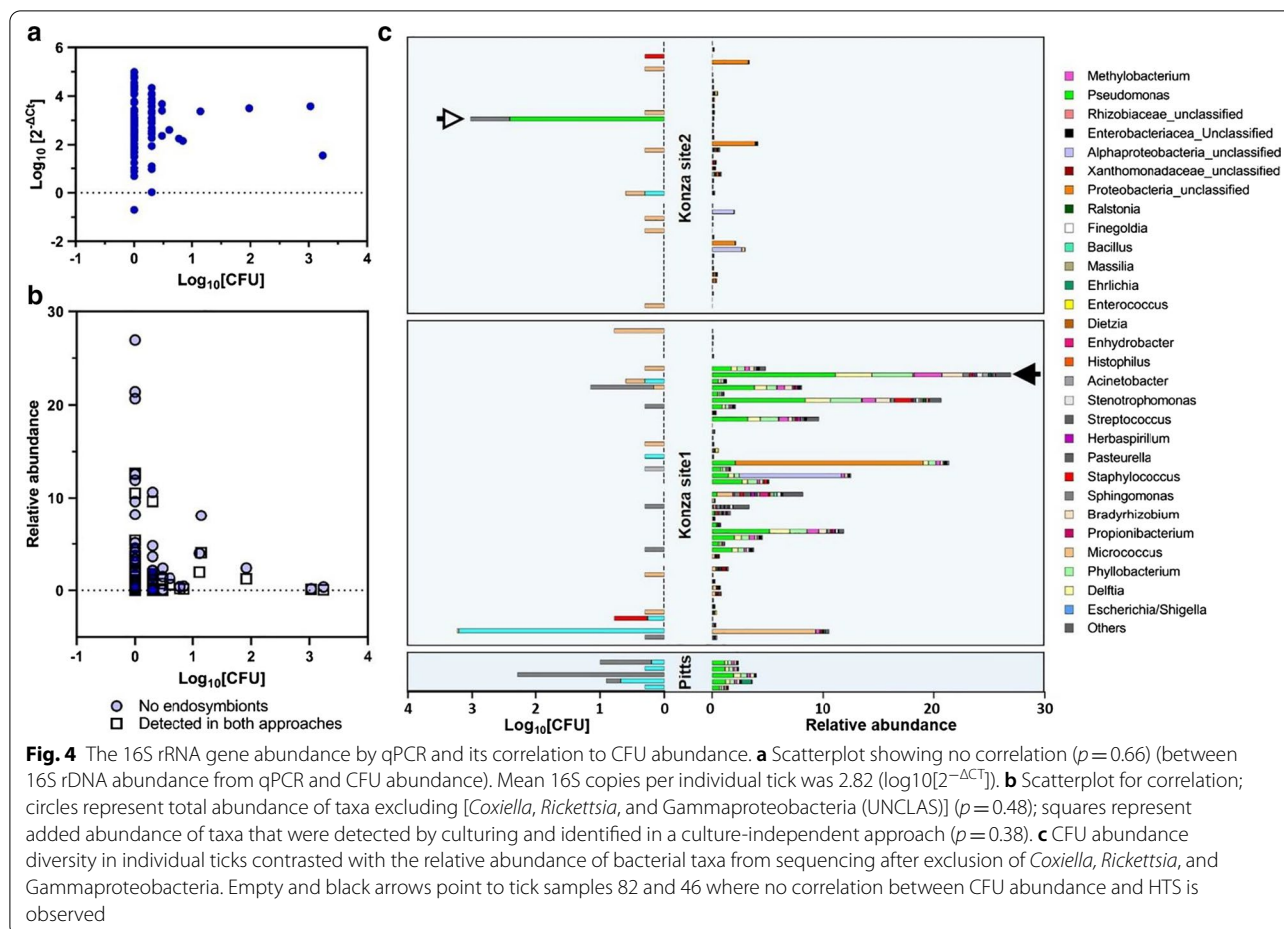 a
6
4
2
0
-2
Log10 [2-ΔCt]
-1
0
1
2
3
4
Log10[CFU]
b
30
20
10
0
Relative abundance
-1
0
1
2
3
4
Log10[CFU]
No endosymbionts
Detected in both approaches
c
Konza site2
Konza site1
Pitts
4
3
2
1
0
0
10
20
30
Log10[CFU]
Relative abundance
Methylobacterium
Pseudomonas
Rhizobiaceae_unclassified
Enterobacteriacea_Unclassified
Alphaproteobacteria_unclassified
Xanthomonadaceae_unclassified
Proteobacteria_unclassified
Ralstonia
Finegoldia
Bacillus
Massilia
Ehrlichia
Enterococcus
Dietzia
Enhydrobacter
Histophilus
Acinetobacter
Stenotrophomonas
Streptococcus
Herbaspirillum
Pasteurella
Staphylococcus
Sphingomonas
Bradyrhizobium
Propionibacterium
Micrococcus
Phyllobacterium
Delftia
Escherichia/Shigella
Others
Fig. 4 The 16S rRNA gene abundance by qPCR and its correlation to CFU abundance. a Scatterplot showing no correlation (p = 0.66) (between
16S rDNA abundance from qPCR and CFU abundance). Mean 16S copies per individual tick was 2.82 (log10[2−ΔCT]). b Scatterplot for correlation;
circles represent total abundance of taxa excluding [Coxiella, Rickettsia, and Gammaproteobacteria (UNCLAS)] (p = 0.48); squares represent
added abundance of taxa that were detected by culturing and identified in a culture-independent approach (p = 0.38). c CFU abundance
diversity in individual ticks contrasted with the relative abundance of bacterial taxa from sequencing after exclusion of Coxiella, Rickettsia, and
Gammaproteobacteria. Empty and black arrows point to tick samples 82 and 46 where no correlation between CFU abundance and HTS is
observed